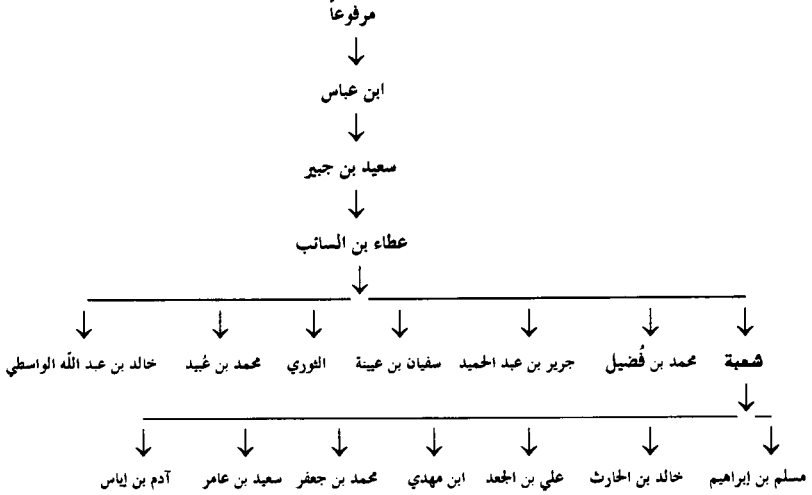 مرفوعاً
ابن عباس
سعيد بن جبير
عطاء بن السائب
شعبة محمد بن فُضيل جرير بن عبد الحميد سفيان بن عيينة الثوري محمد بن عُبيد خالد بن عبد اللّه الواسطي
مسلم بن إبراهيم خالد بن الحارث علي بن الجعد ابن مهدي محمد بن جعفر سعيد بن عامر آدم بن إياس